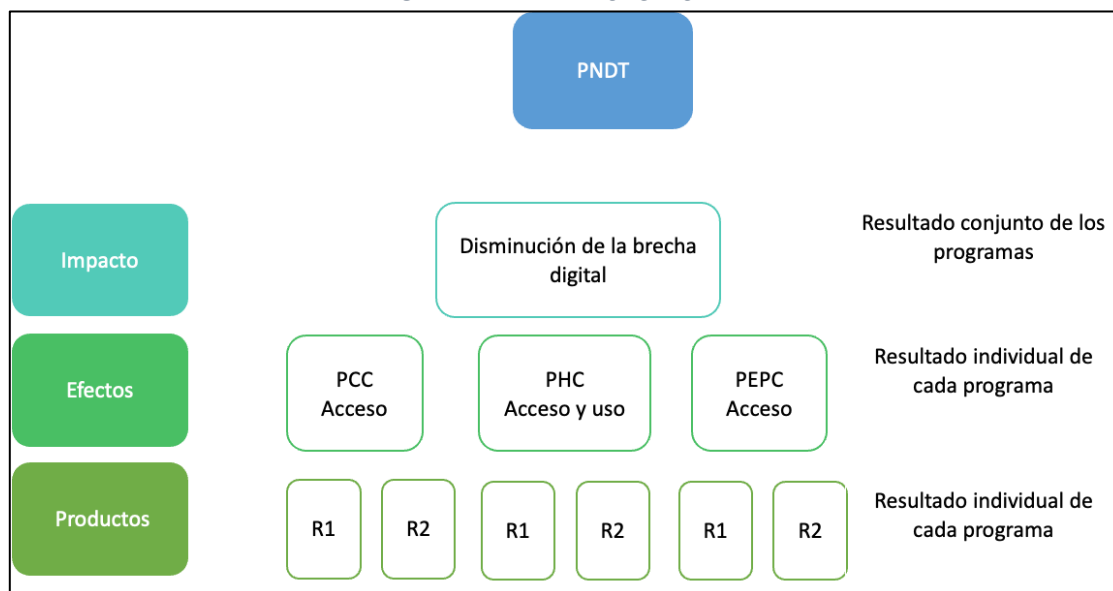 PNDT
Impacto
Disminución de la brecha
digital
Resultado conjunto de los
programas
Efectos
PCC
Acceso
PHC
Acceso y uso
PEPC
Acceso
Resultado individual de
cada programa
Productos
R1
R2
R1
R2
R1
R2
Resultado individual de
cada programa